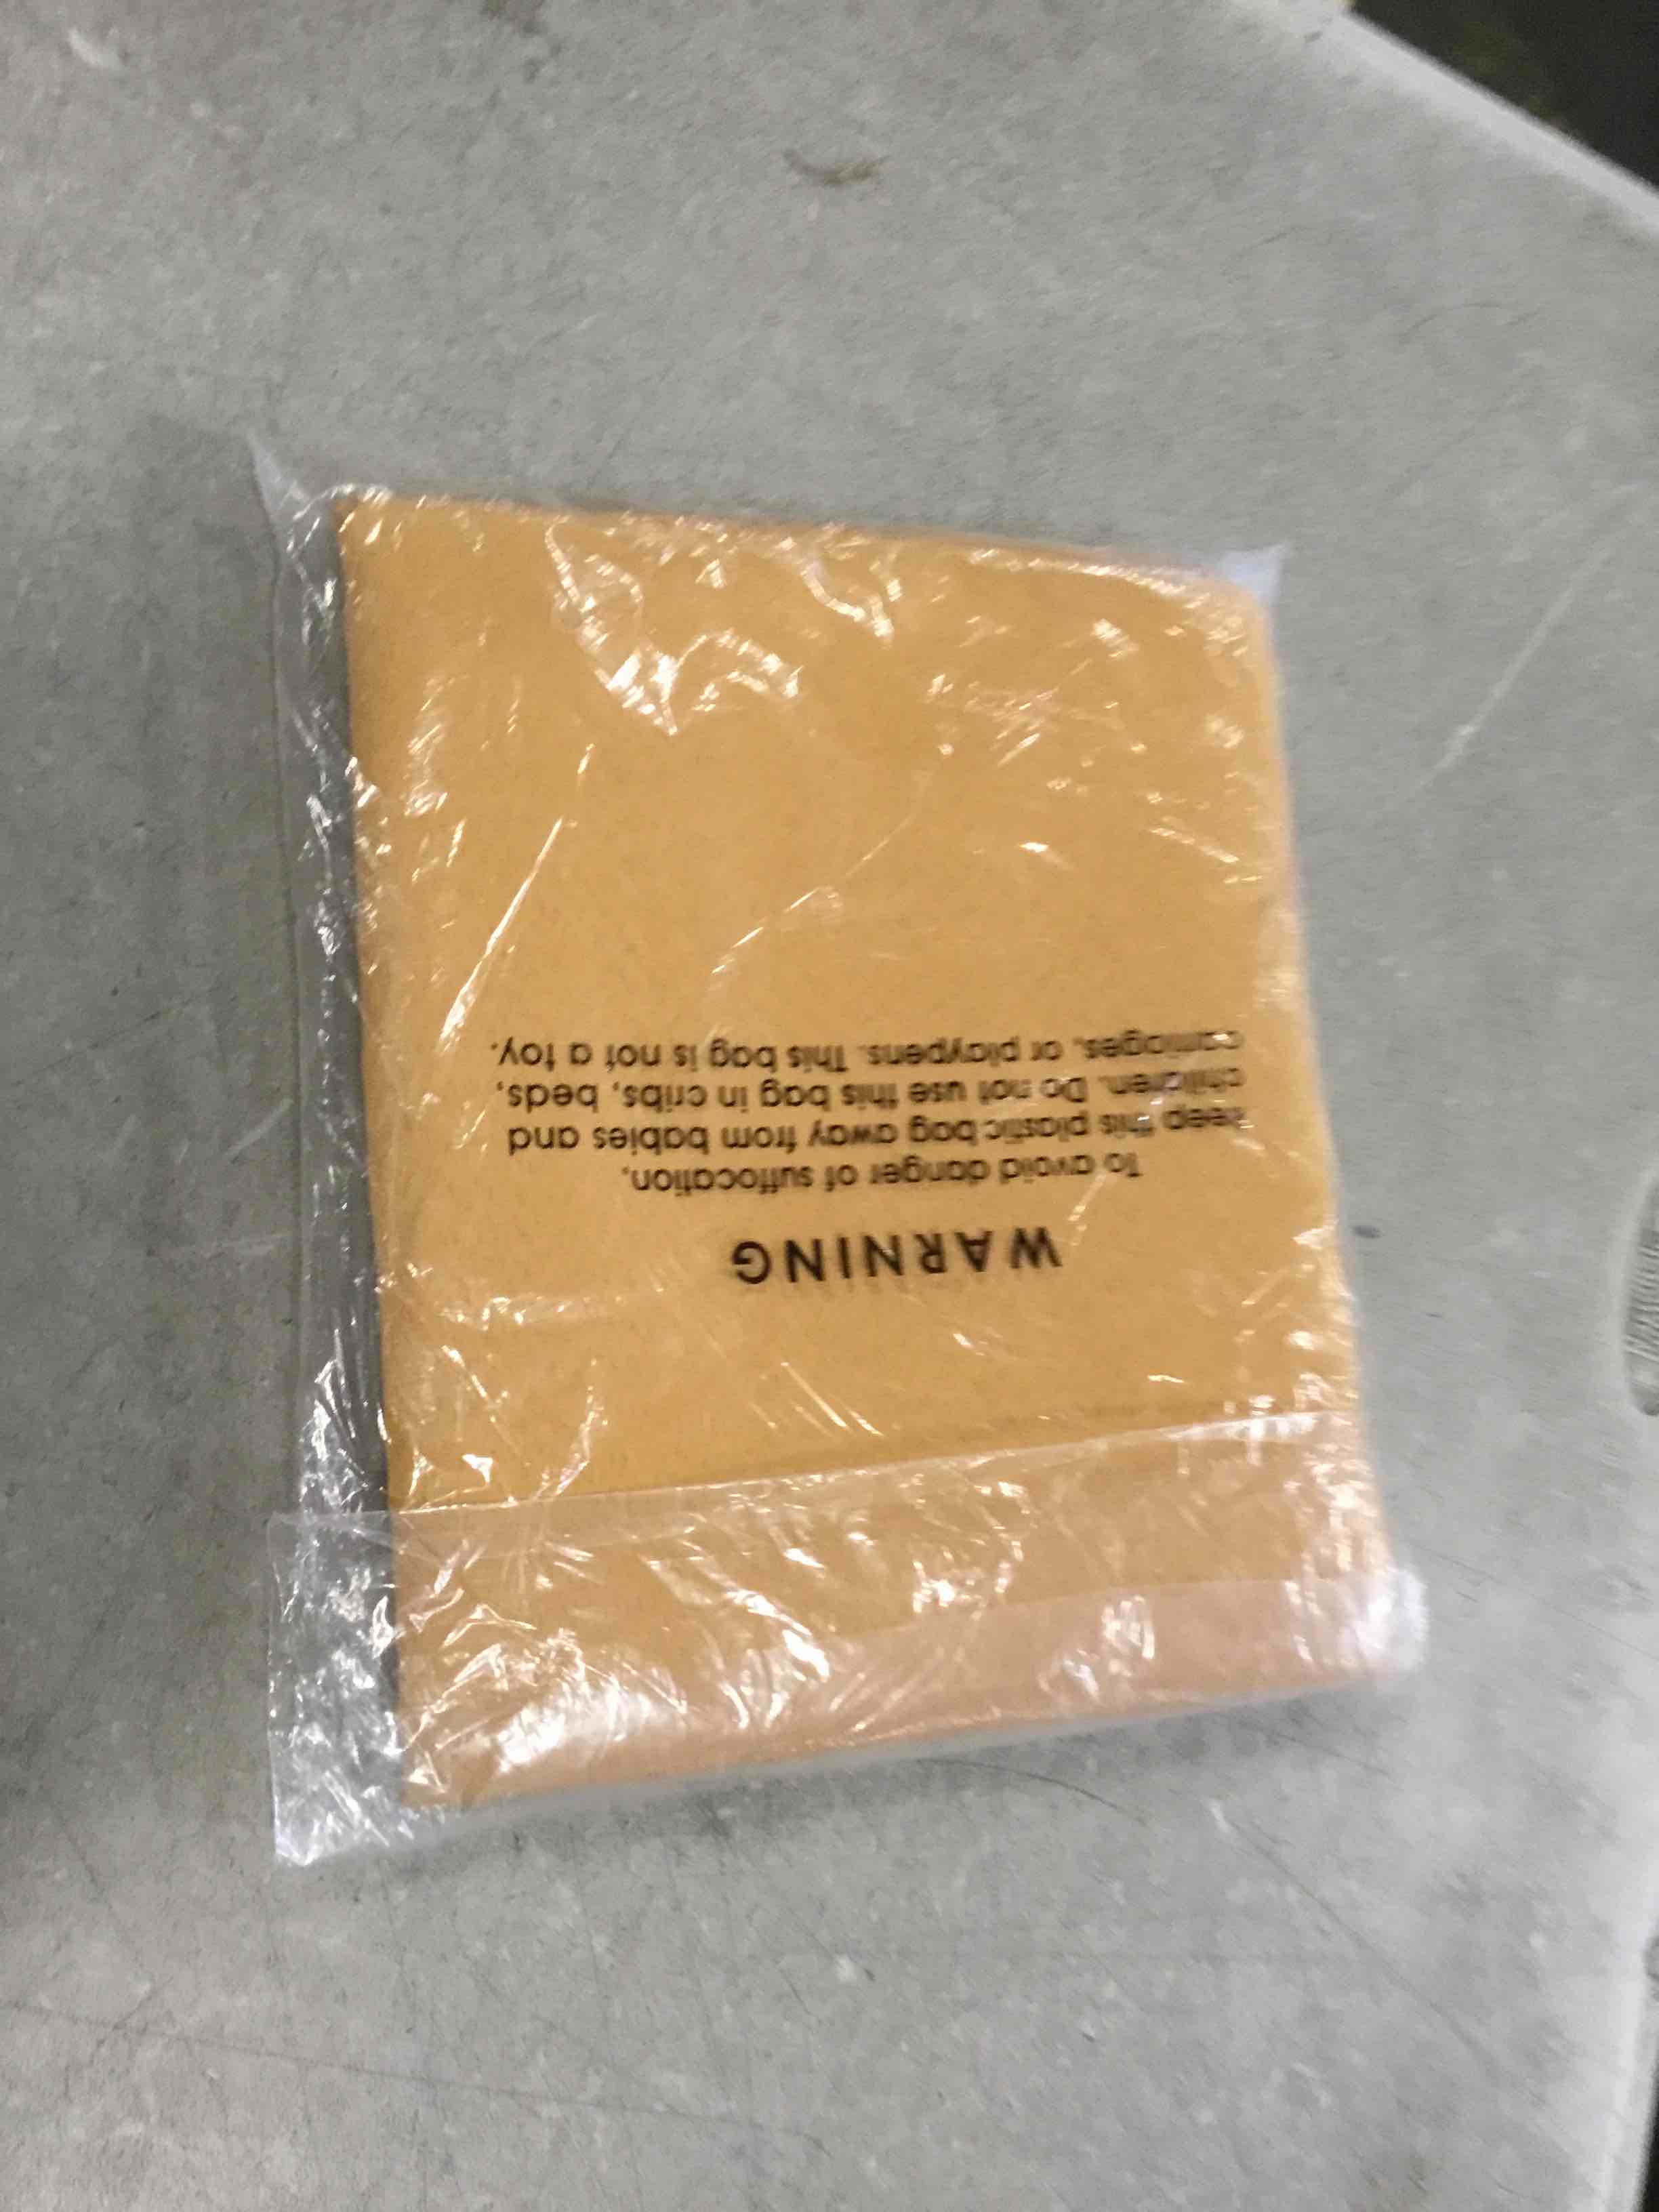 WARNING
To avoid danger of suffocation,
keep this plastic bag away from babies and
children. Do not use this bag in cribs, beds,
carriages, or playpens. This bag is not a toy.